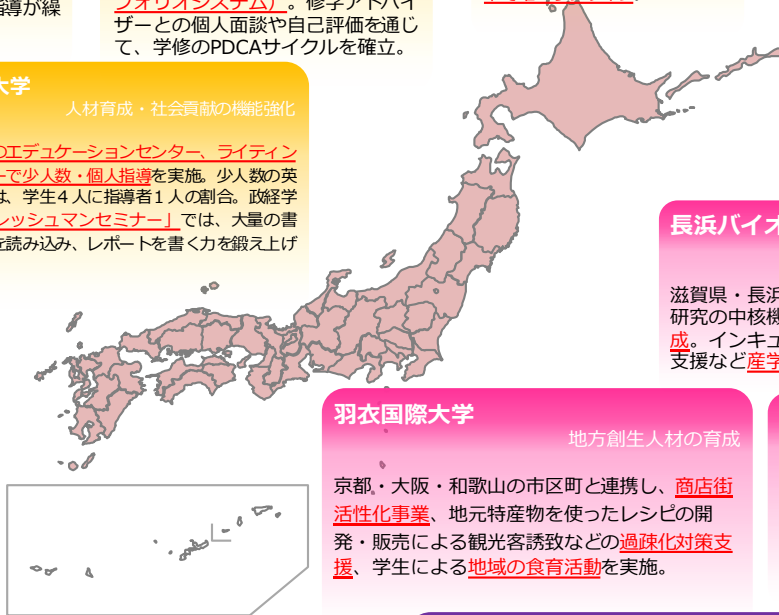 指導が繰
フォリオシステム）。修学アドバイ
ザーとの個人面談や自己評価を通じ
て、学修のPDCAサイクルを確立。
大学
人材育成・社会貢献の機能強化
のエデュケーションセンター、ライティン
ーで少人数・個人指導を実施。少人数の英
は、学生４人に指導者１人の割合。政経学
レッシュマンセミナー」では、大量の書
を読み込み、レポートを書く力を鍛え上げ
長浜バイオ
滋賀県・長浜
研究の中核機
成。インキュ
支援など産学
羽衣国際大学
地方創生人材の育成
京都・大阪・和歌山の市区町と連携し、商店街
活性化事業、地元特産物を使ったレシピの開
発・販売による観光客誘致などの過疎化対策支
援、学生による地域の食育活動を実施。